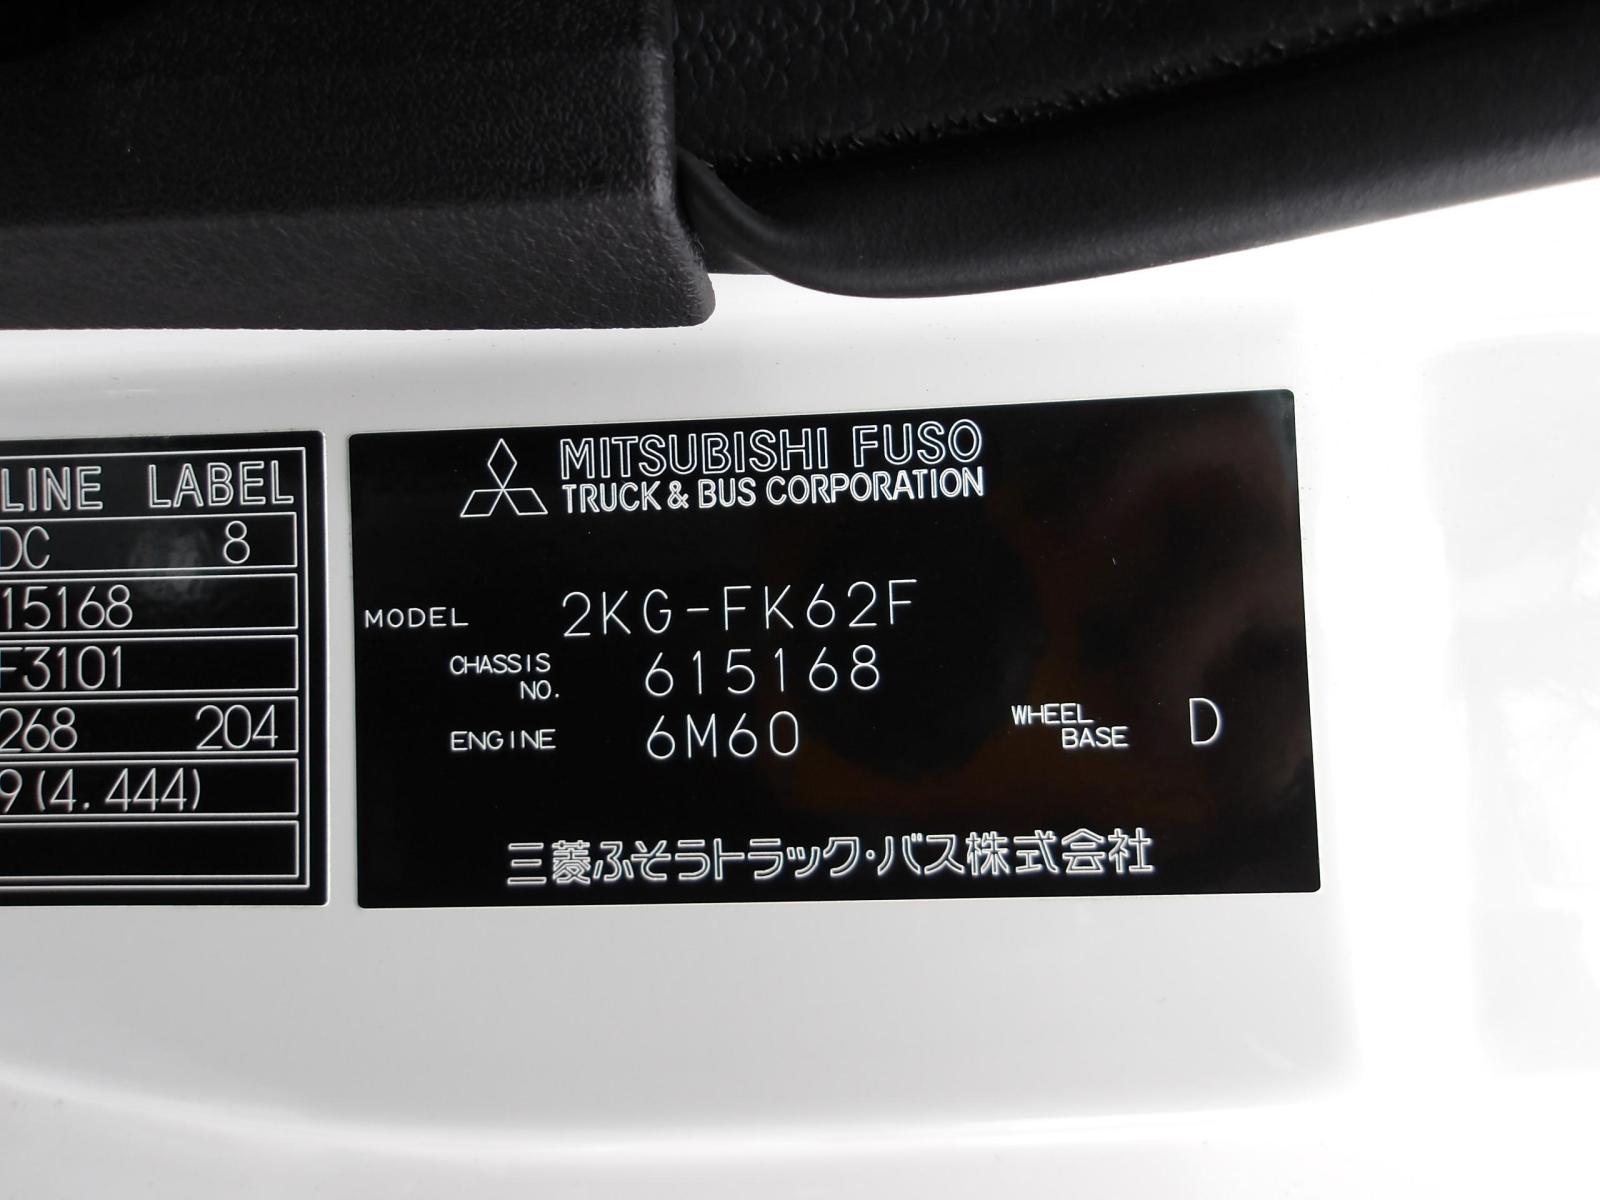 LINE LABEL
DC 8
15168
F3101
268 204
9(4.444)
MITSUBISHI FUSO
TRUCK & BUS CORPORATION
MODEL 2KG-FK62F
CHASSIS NO. 615168
ENGINE 6M60 WHEEL BASE D
三菱ふそうトラック・バス株式会社